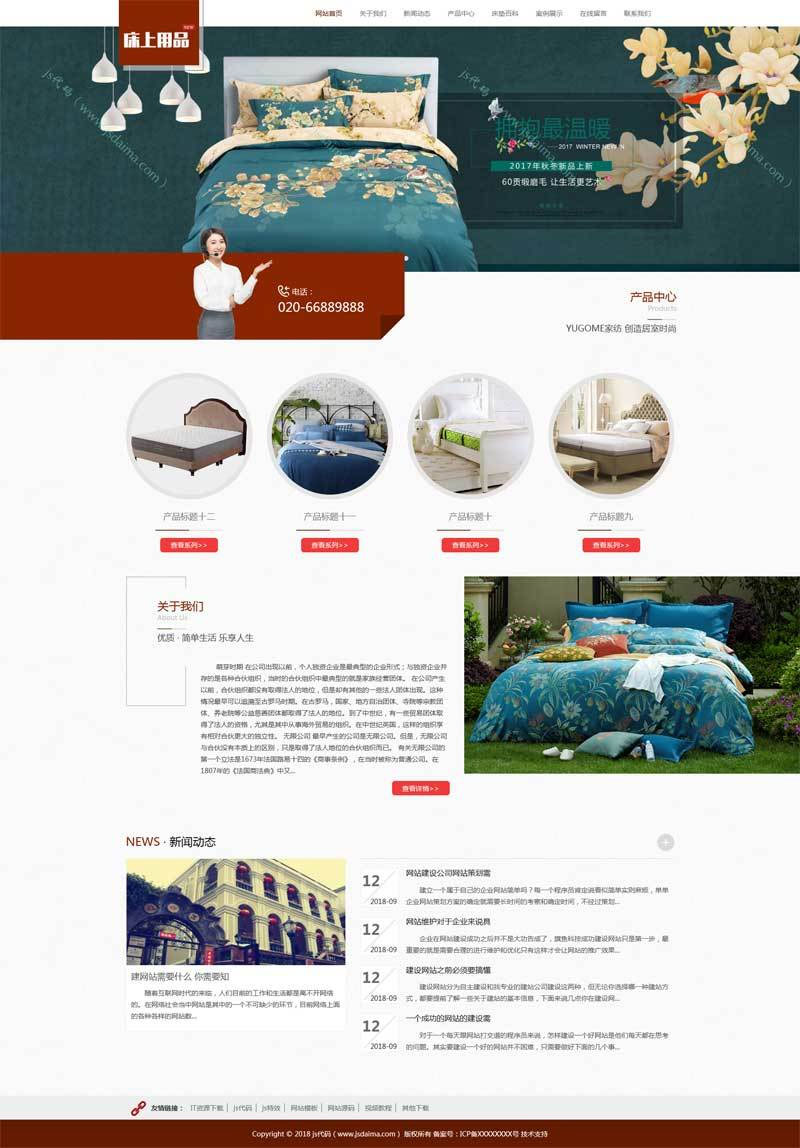 床上用品
NEW
网站首页 关于我们 新闻动态 产品中心 床垫百科 案例展示 在线留言 联系我们
js代码（www.jsdaima.com）
js代码（www.jsdaima.com）
拥抱最温暖
2017 WINTER NEW IN
2017年秋冬新品上新
60贡缎磨毛 让生活更艺术
电话：
020-66889888
产品中心
Products
YUGOME家纺 创造居室时尚
产品标题十二 产品标题十一 产品标题十 产品标题九
查看系列>> 查看系列>> 查看系列>> 查看系列>>
关于我们
About Us
优质 · 简单生活 乐享人生
萌芽时期 在公司出现以前，个人独资企业是最典型的企业形式；与独资企业并
存的是各种合伙组织，当时的合伙组织中最典型的就是家族经营团体。 在公司产生
以前，合伙组织都没有取得法人的地位，但是却有其他的一些法人团体出现。这种
情况最早可以追溯至古罗马时期。在古罗马，国家、地方自治团体、寺院等宗教团
体、养老院等公益慈善团体都取得了法人的地位。到了中世纪，有一些贸易团体取
得了法人的资格，尤其是其中从事海外贸易的组织。在中世纪英国，这样的组织享
有相对合伙更大的独立性。 无限公司 最早产生的公司是无限公司。但是，无限公司
与合伙没有本质上的区别，只是取得了法人地位的合伙组织而已。 有关无限公司的
第一个立法是1673年法国路易十四的《商事条例》，在当时被称为普通公司。在
1807年的《法国商法典》中又...
查看详情>>
NEWS · 新闻动态
建网站需要什么 你需要知
随着互联网时代的来临，人们目前的工作和生活都是离不开网络
的。在网络社会当中网站是其中的一个不可缺少的环节，目前网络上面
的各种各样的网站数...
12
2018-09
网站建设公司网站策划需
建立一个属于自己的企业网站简单吗？每一个程序员肯定说看似简单实则麻烦，单单
企业网站策划方案的确定就需要长时间的考察和确定时间，不经过策划...
12
2018-09
网站维护对于企业来说具
企业在网站建设成功之后并不是大功告成了，旗鱼科技成功建设网站只是第一步，最
重要的就是需要合理的进行维护和优化只有这样才会让网站的推广效果...
12
2018-09
建设网站之前必须要搞懂
建设网站分为自主建设和找专业的建站公司建设这两种，但无论你选择哪一种建站方
式，都要提前了解一些关于建站的基本信息，下面来说几点你在建设网...
12
2018-09
一个成功的网站的建设需
对于一个每天跟网站打交道的程序员来说，怎样建设一个好网站是他们每天都在思考
的问题。其实要建设一个好的网站并不困难，只需要做好下面的几个事...
友情链接： IT资源下载 | js代码 | js特效 | 网站模板 | 网站源码 | 视频教程 | 其他下载
Copyright © 2018 js代码（www.jsdaima.com） 版权所有 备案号：ICP备XXXXXXXX号 技术支持